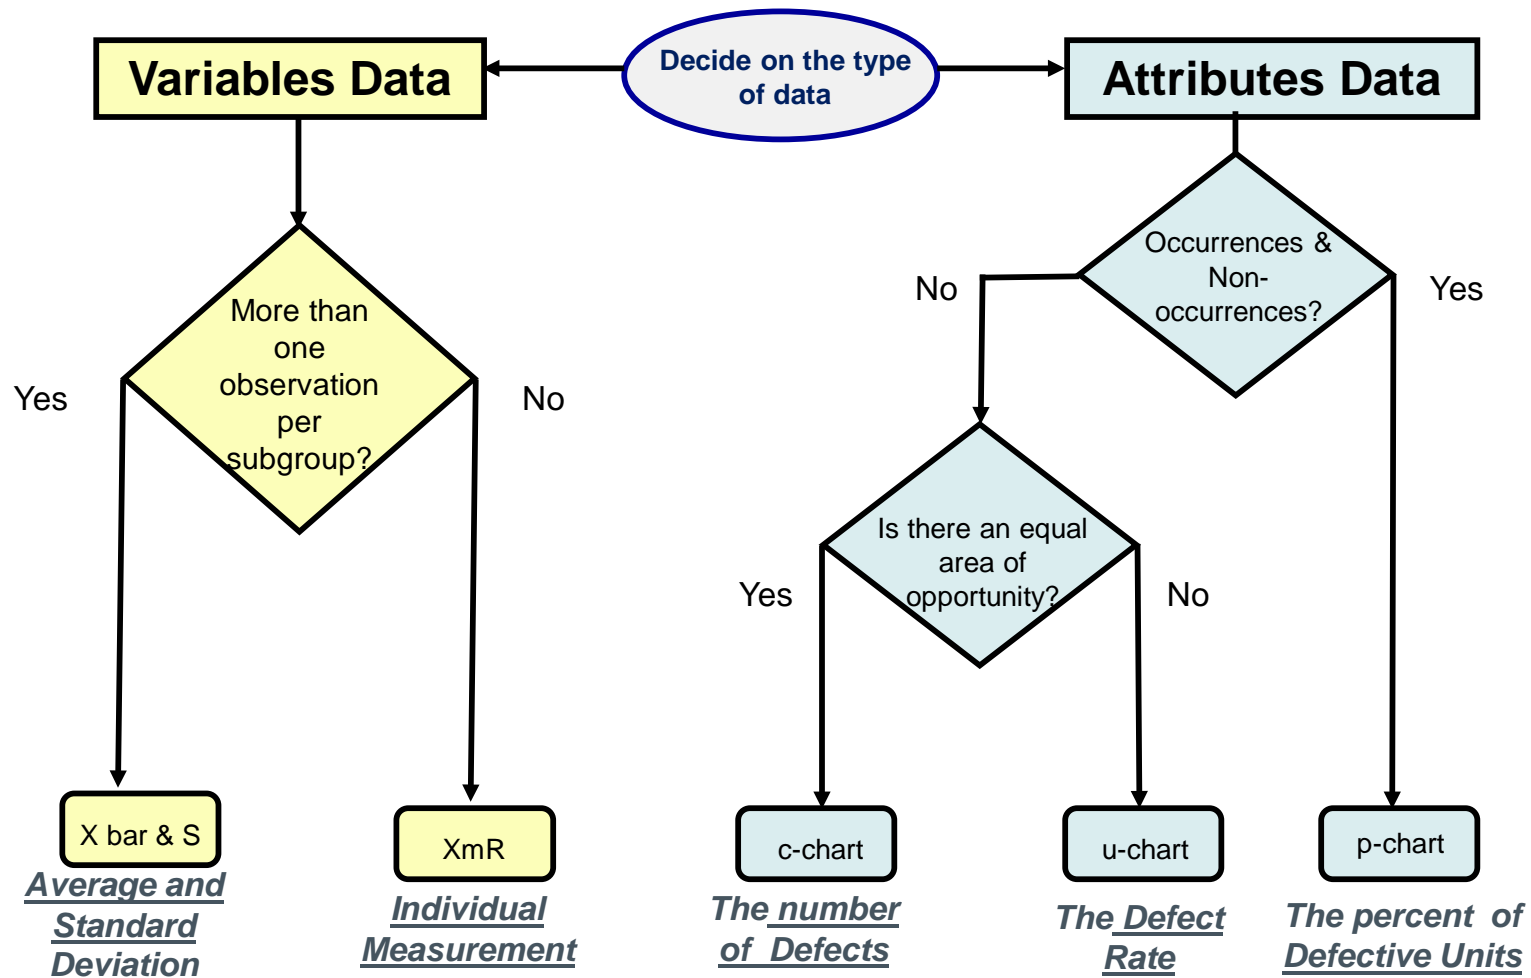 Decide on the type
of data
Variables Data
Attributes Data
More than
one
observation
per
subgroup?
Yes
No
Occurrences &
Non-
occurrences?
No
Yes
Is there an equal
area of
opportunity?
Yes
No
X bar & S
XmR
c-chart
u-chart
p-chart
Average and
Standard
Deviation
Individual
Measurement
The number
of Defects
The Defect
Rate
The percent of
Defective Units